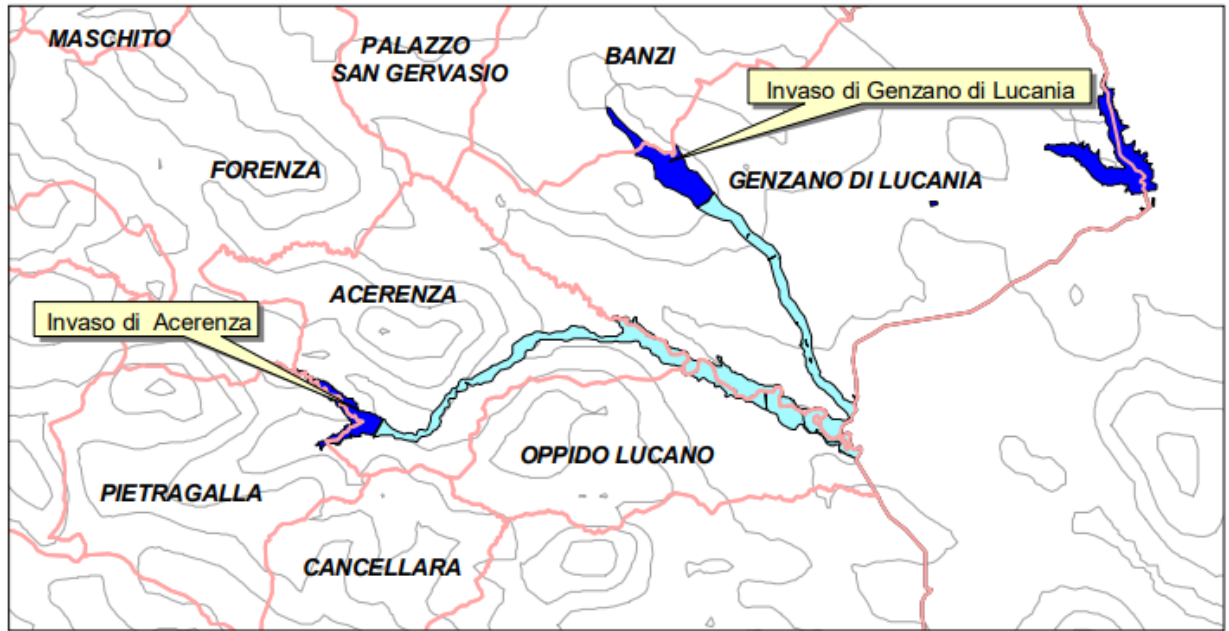 MASCHITO
PALAZZO
SAN GERVASIO
BANZI
Invaso di Genzano di Lucania
FORENZA
GENZANO DI LUCANIA
ACERENZA
Invaso di Acerenza
OPPIDO LUCANO
PIETRAGALLA
CANCELLARA